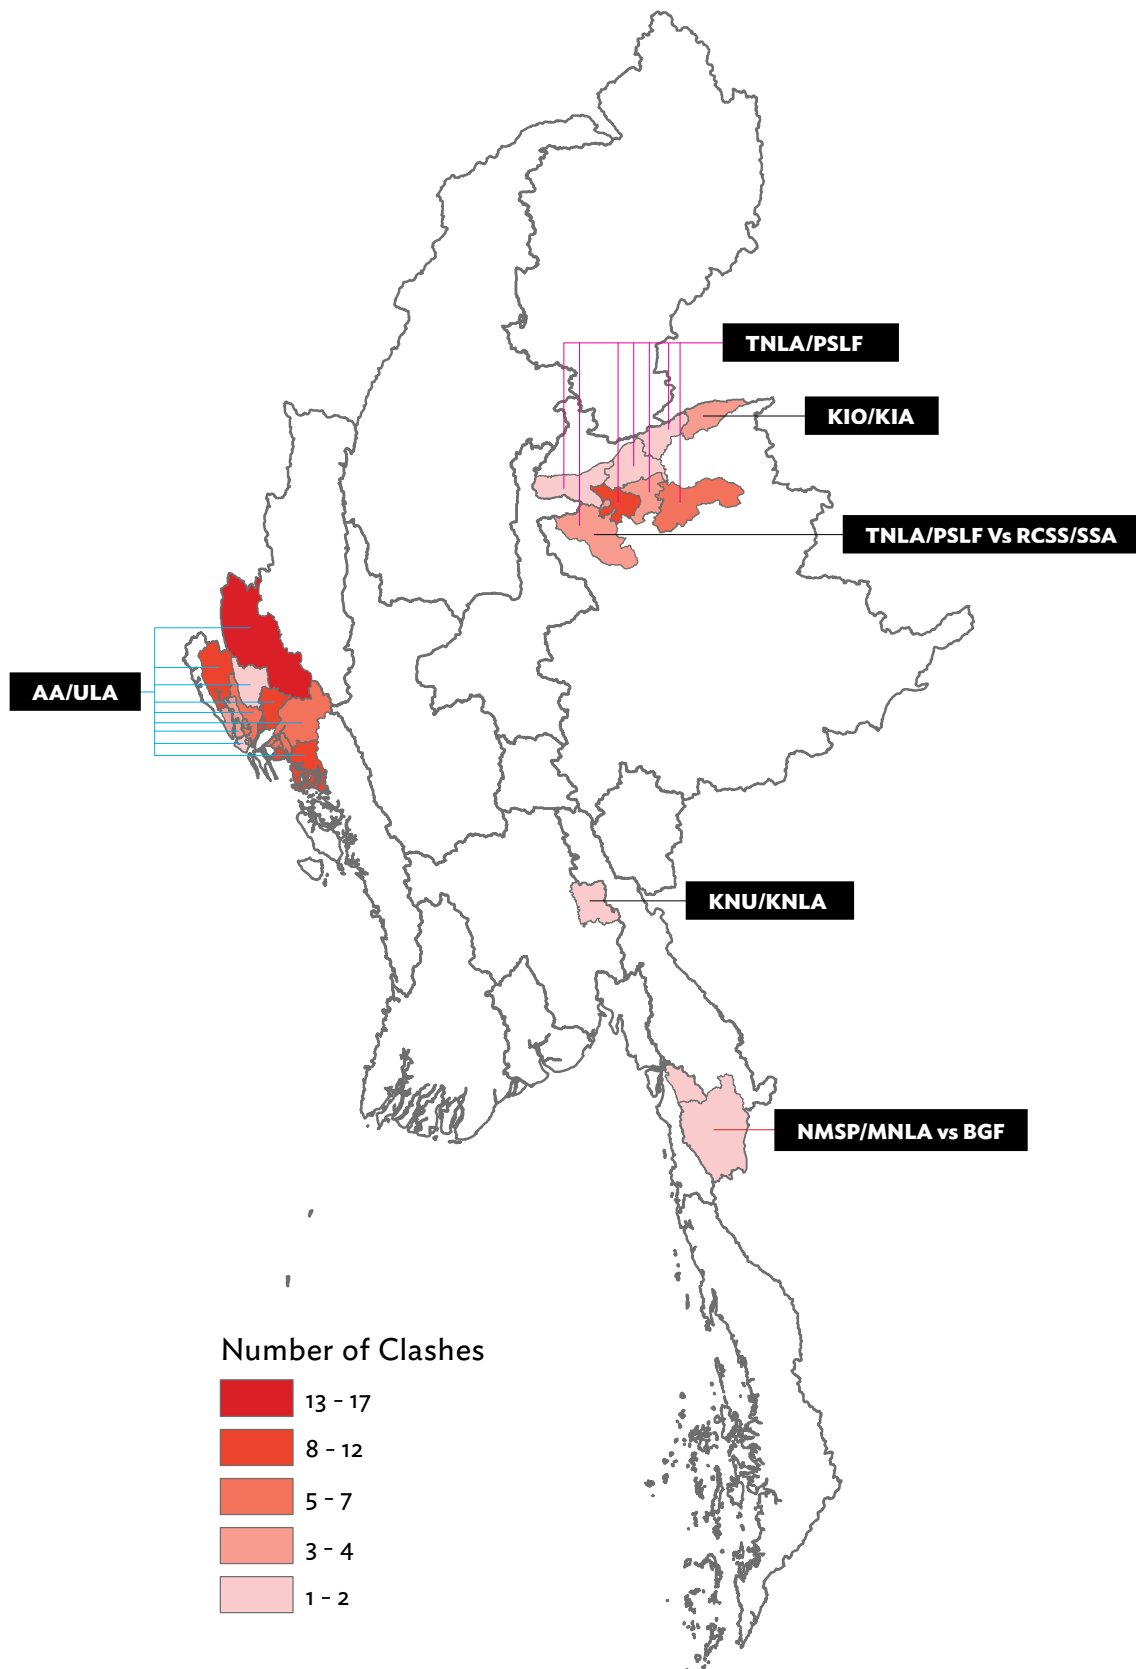 TNLA/PSLF
KIO/KIA
TNLA/PSLF Vs RCSS/SSA
AA/ULA
KNU/KNLA
NMSP/MNLA vs BGF
Number of Clashes
13 - 17
8 - 12
5 - 7
3 - 4
1 - 2